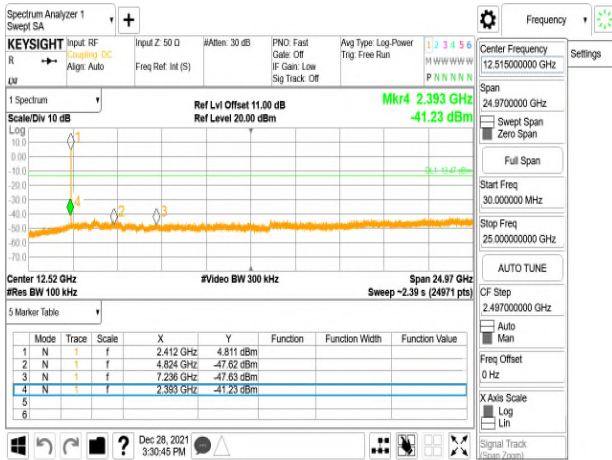 Spectrum Analyzer 1
Swept SA
Frequency
Settings
KEYSIGHT
R
Input: RF
Coupling: DC
Align: Auto
Input Z: 50 Ω
Freq Ref: Int (S)
#Atten: 30 dB
PNO: Fast
Gate: Off
IF Gain: Low
Sig Track: Off
Avg Type: Log-Power
Trig: Free Run
1 2 3 4 5 6
M W W W W W
P N N N N N
1 Spectrum
Scale/Div 10 dB
Ref Lvl Offset 11.00 dB
Ref Level 20.00 dBm
Mkr4 2.393 GHz
-41.23 dBm
Log
10.0
0.00
-10.0
-20.0
-30.0
-40.0
-50.0
-60.0
-70.0
1
4
2
3
DL1 -13.47 dBm
Center 12.52 GHz
#Res BW 100 kHz
#Video BW 300 kHz
Span 24.97 GHz
Sweep ~2.39 s (24971 pts)
5 Marker Table
Mode Trace Scale X Y Function Function Width Function Value
1 N 1 f 2.412 GHz 4.811 dBm
2 N 1 f 4.824 GHz -47.62 dBm
3 N 1 f 7.236 GHz -47.63 dBm
4 N 1 f 2.393 GHz -41.23 dBm
5
6
?
Dec 28, 2021
3:30:45 PM
Center Frequency
12.515000000 GHz
Span
24.9700000 GHz
Swept Span
Zero Span
Full Span
Start Freq
30.000000 MHz
Stop Freq
25.000000000 GHz
AUTO TUNE
CF Step
2.497000000 GHz
Auto
Man
Freq Offset
0 Hz
X Axis Scale
Log
Lin
Signal Track
(Span Zoom)